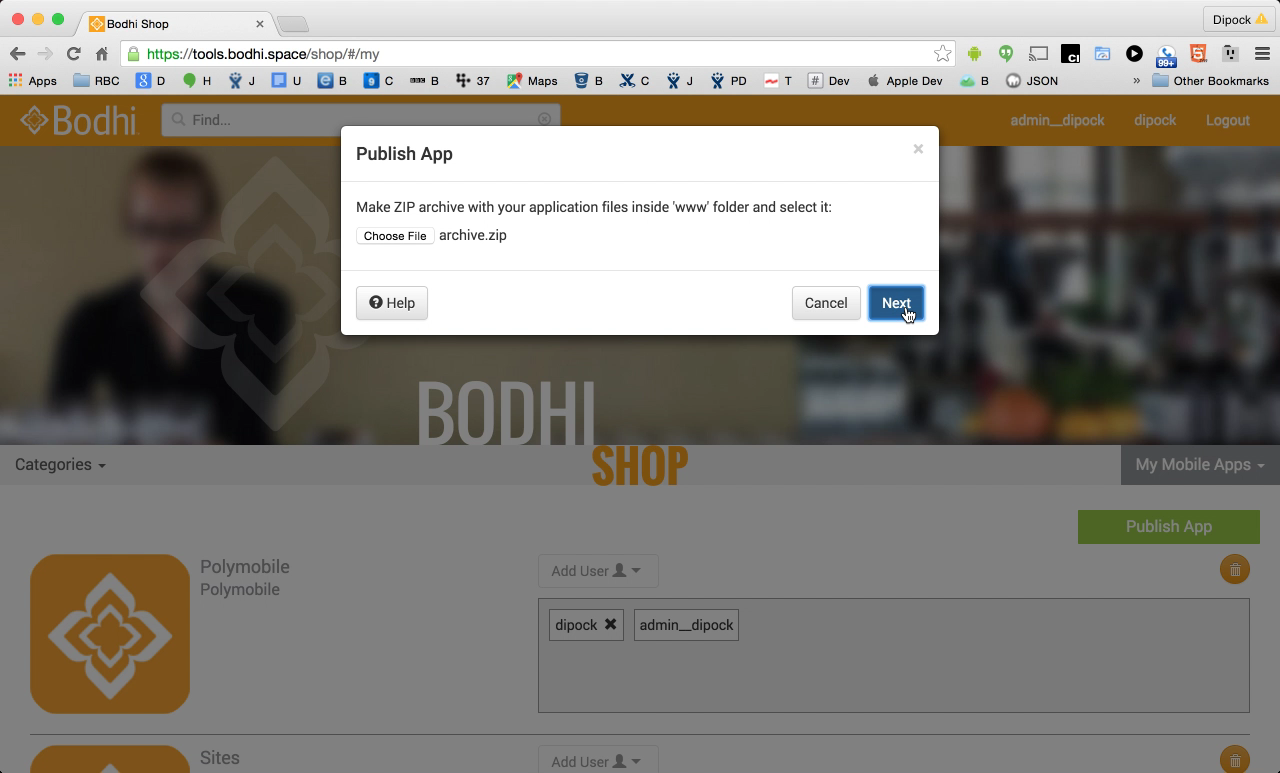 Bodhi Shop
Dipock
https://tools.bodhi.space/shop/#/my
Apps RBC D H J U B C B 37 Maps B C J PD T # Dev Apple Dev B JSON » Other Bookmarks
99+
Bodhi
Find...
admin__dipock dipock Logout
Publish App
Make ZIP archive with your application files inside 'www' folder and select it:
Choose File archive.zip
Help Cancel Next
BODHI
SHOP
Categories
My Mobile Apps
Publish App
Polymobile
Polymobile
Add User
dipock admin__dipock
Sites
Add User